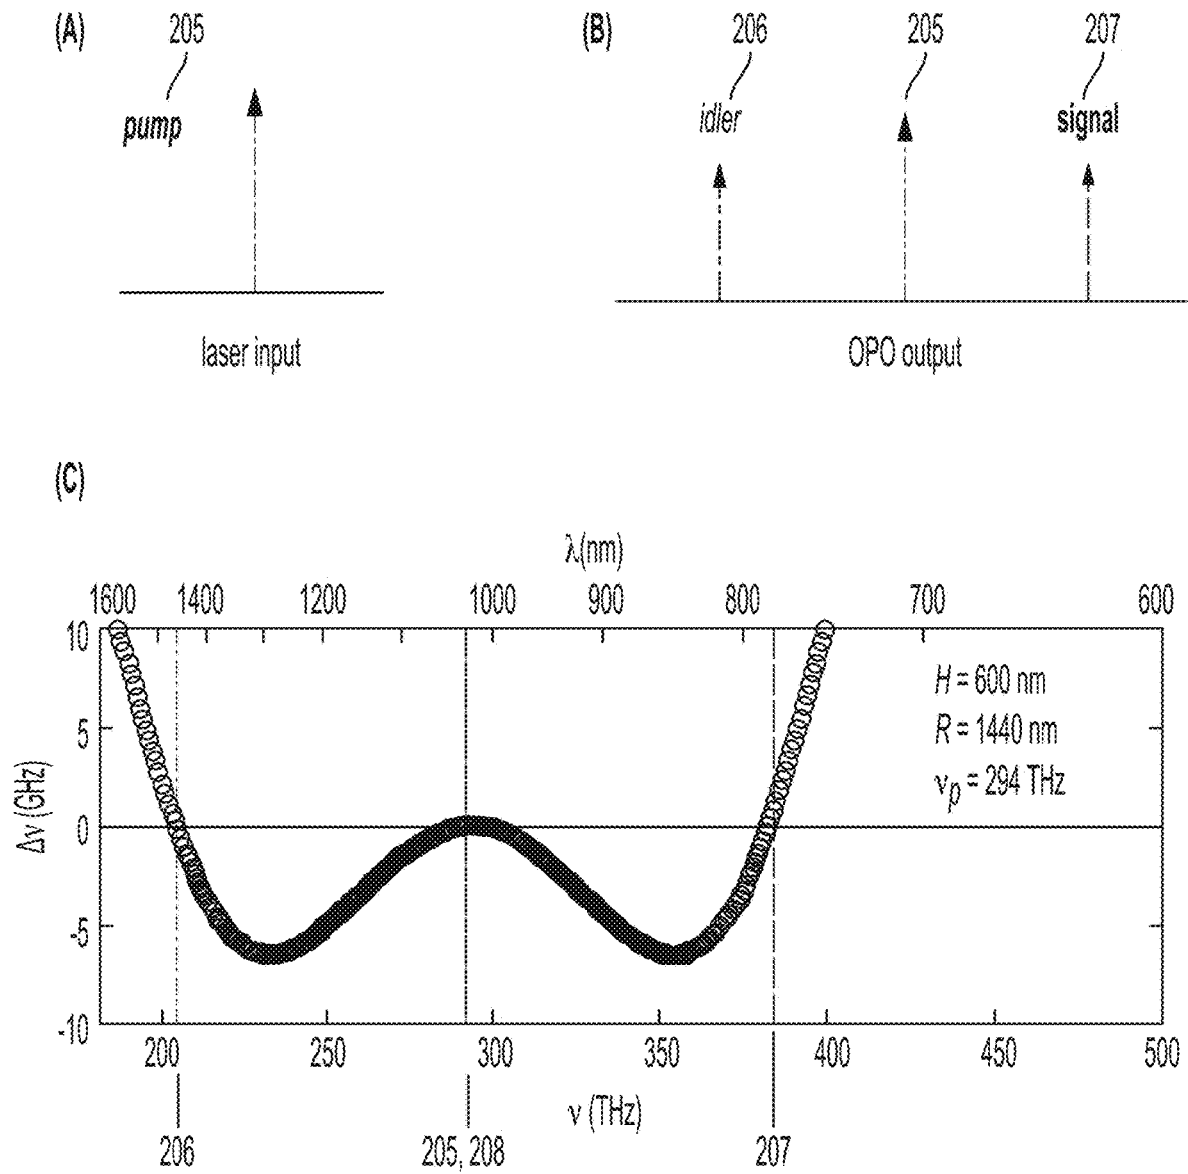 (A)
205
pump
laser input
(B)
206
205
207
idler
signal
OPO output
(C)
λ(nm)
1600 1400 1200 1000 900 800 700 600
10
5
0
-5
-10
Δν (GHz)
H = 600 nm
R = 1440 nm
νp = 294 THz
200 250 300 350 400 450 500
ν (THz)
206
205, 208
207